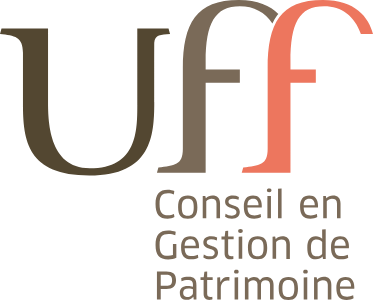 Uff
Conseil en
Gestion de
Patrimoine